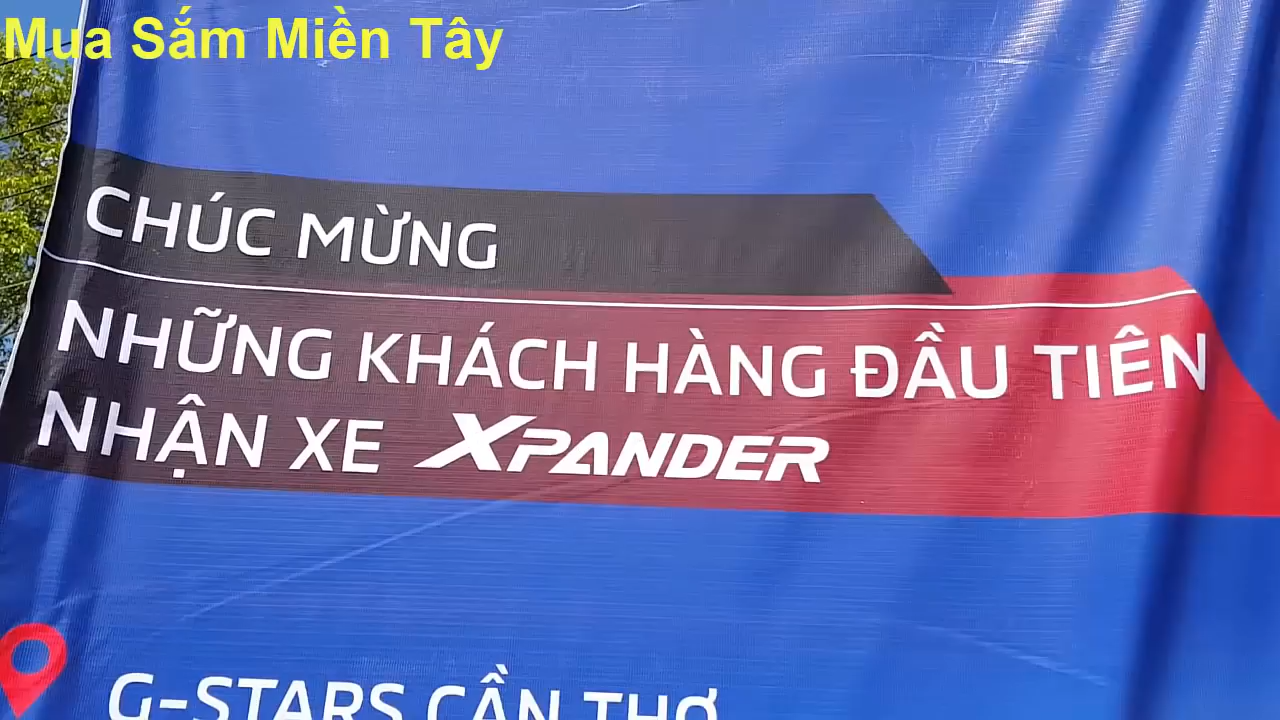 Mua Sắm Miền Tây
CHÚC MỪNG
NHỮNG KHÁCH HÀNG ĐẦU TIÊN
NHẬN XE XPANDER
G-STARS CẦN THƠ